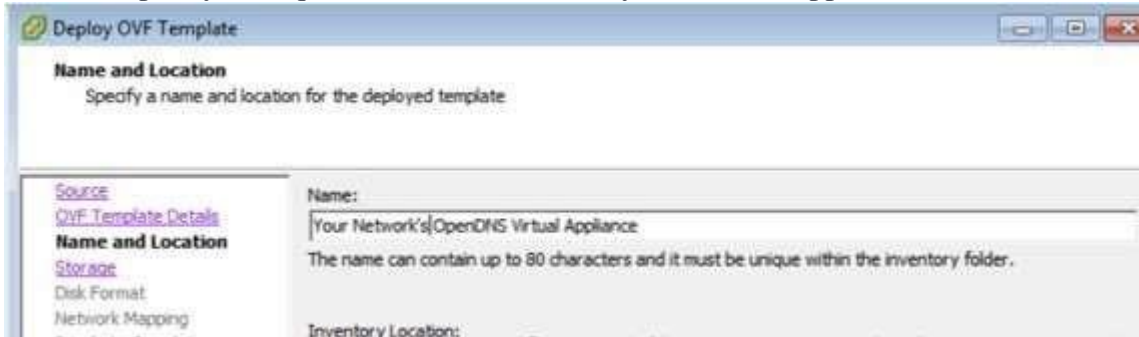 Deploy OVF Template
Name and Location
Specify a name and location for the deployed template
Source
OVF Template Details
Name and Location
Storage
Disk Format
Network Mapping
Name:
Your Network's OpenDNS Virtual Appliance
The name can contain up to 80 characters and it must be unique within the inventory folder.
Inventory Location: